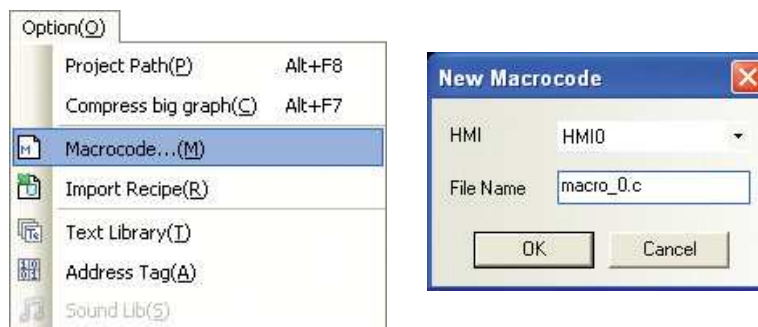 Option(O)
Project Path(P) Alt+F8
Compress big graph(C) Alt+F7
M Macrocode...(M)
Import Recipe(R)
Text Library(T)
Address Tag(A)
Sound Lib(S)
New Macrocode
HMI HMI0
File Name macro_0.c
OK Cancel